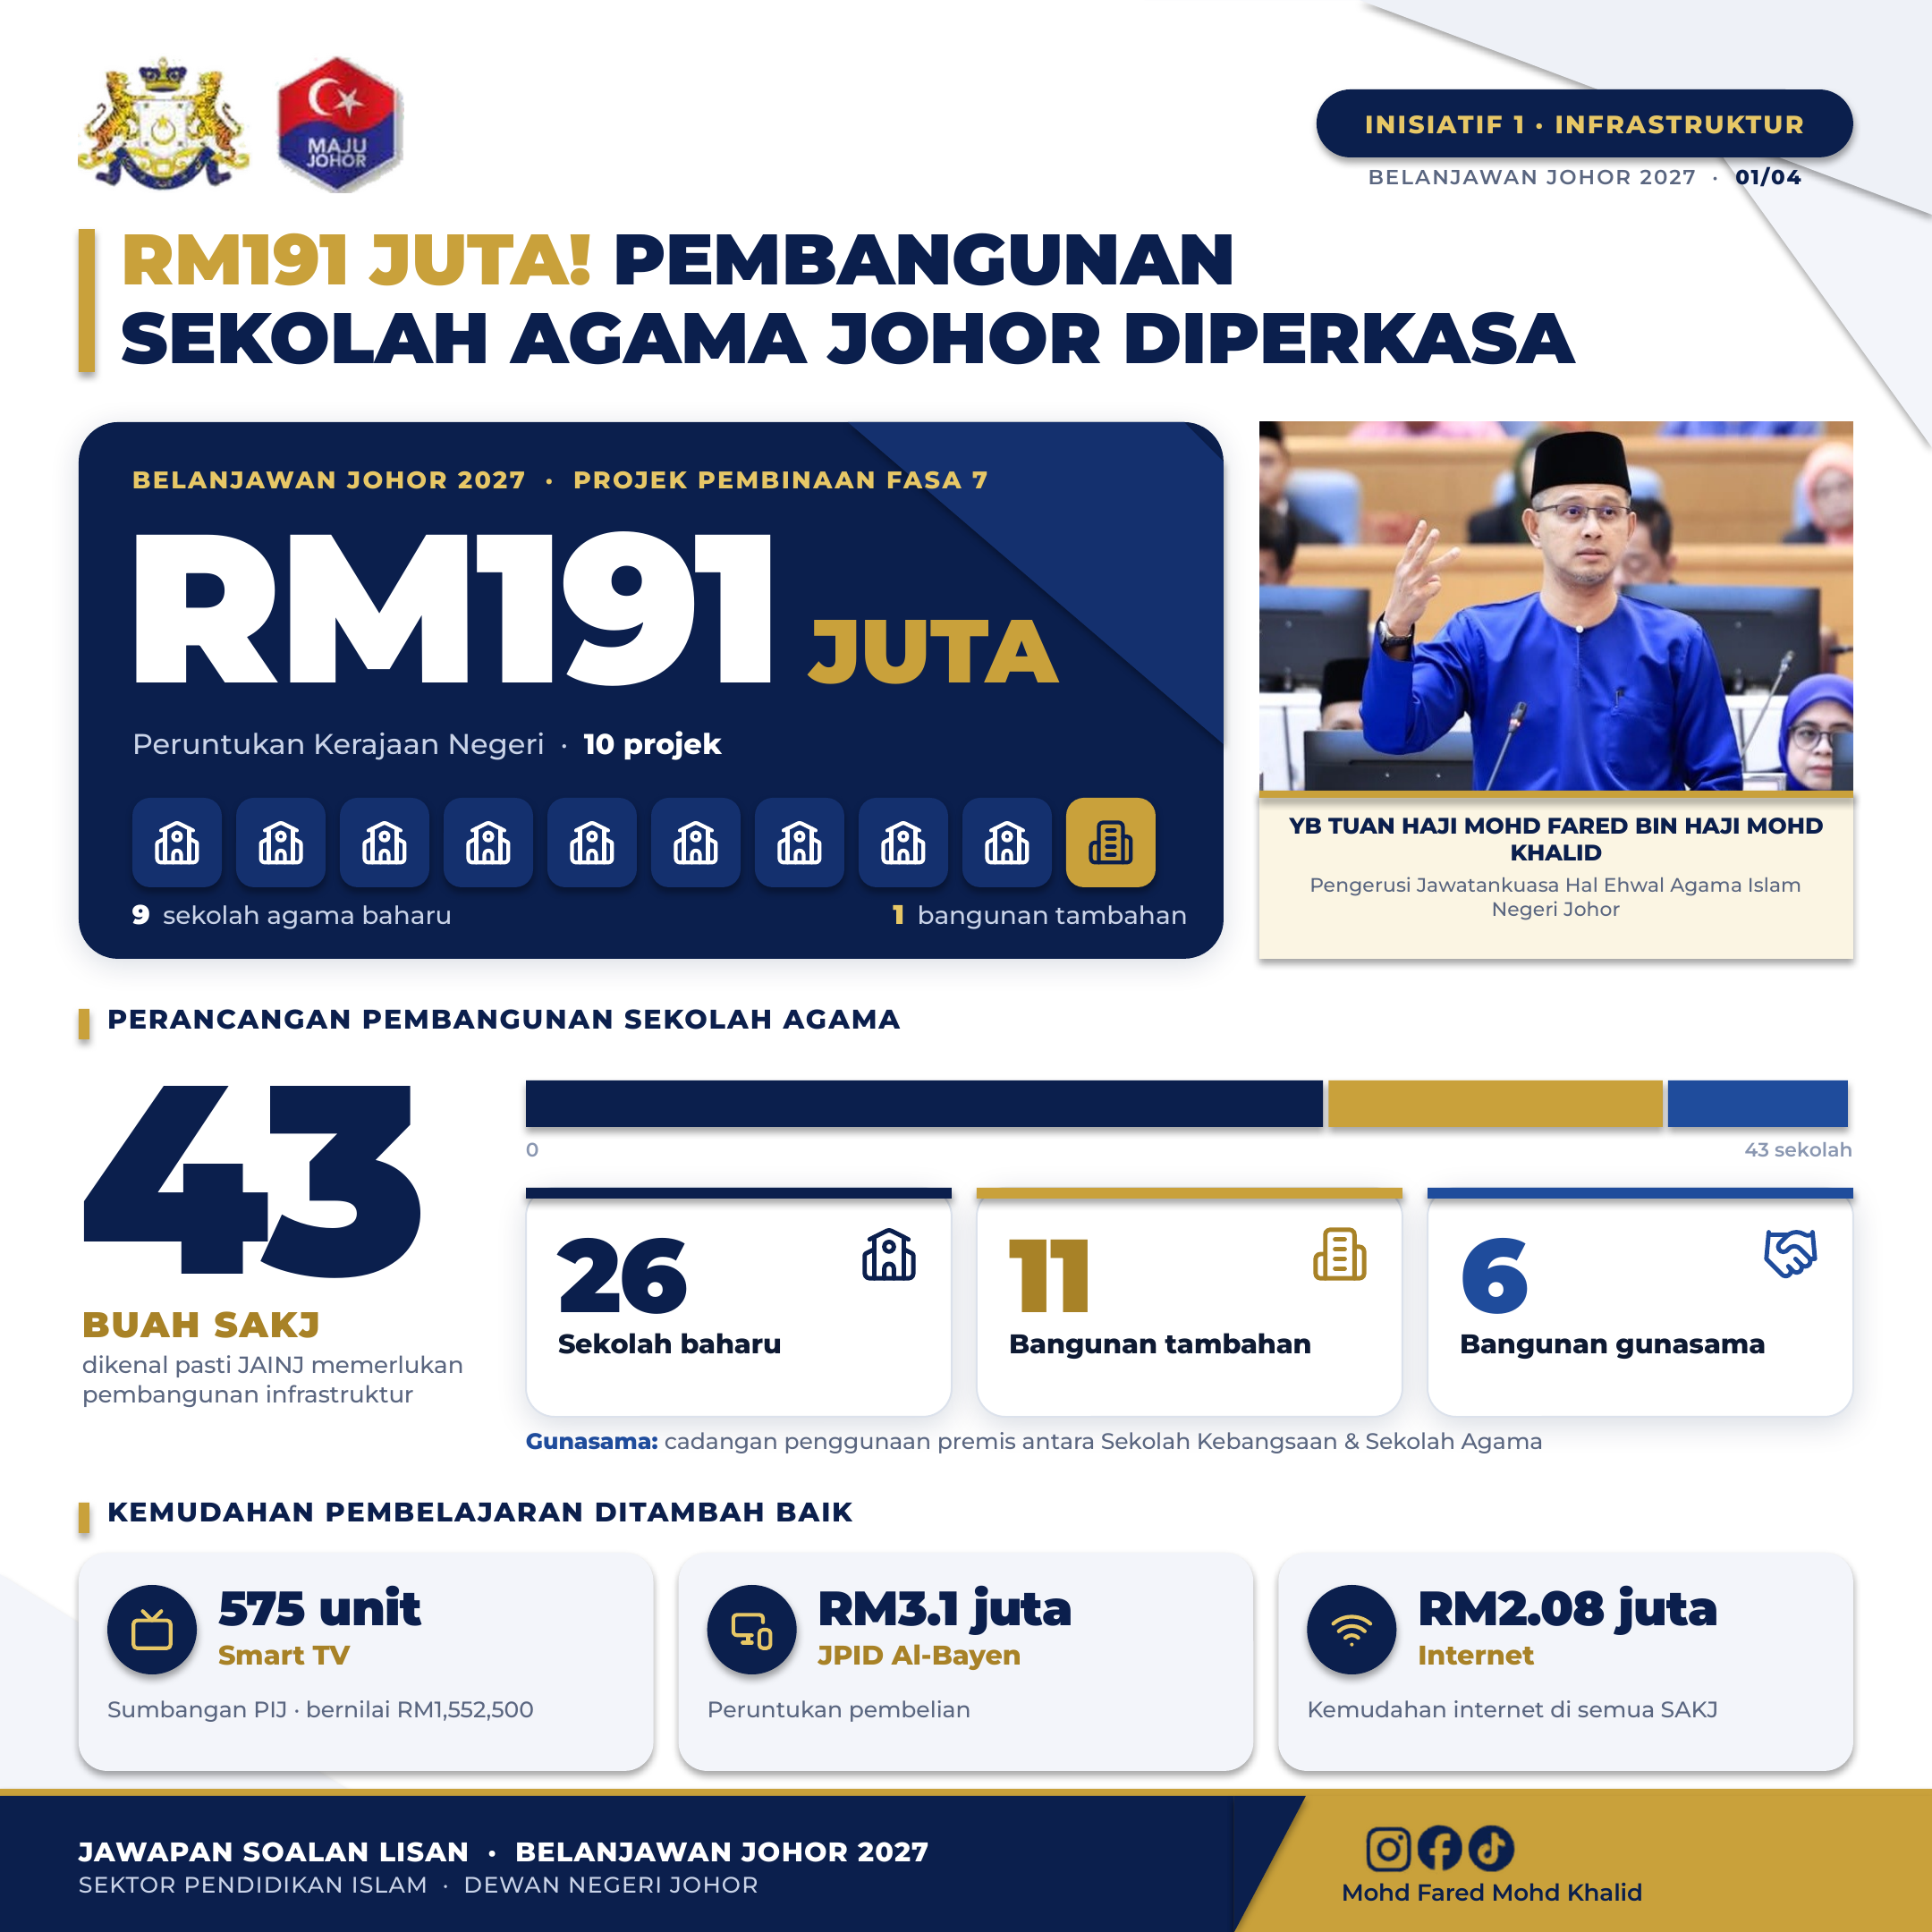 MAJU
JOHOR
INISIATIF 1 · INFRASTRUKTUR
BELANJAWAN JOHOR 2027 · 01/04
RM191 JUTA! PEMBANGUNAN
SEKOLAH AGAMA JOHOR DIPERKASA
BELANJAWAN JOHOR 2027 · PROJEK PEMBINAAN FASA 7
RM191 JUTA
Peruntukan Kerajaan Negeri · 10 projek
9 sekolah agama baharu
1 bangunan tambahan
YB TUAN HAJI MOHD FARED BIN HAJI MOHD
KHALID
Pengerusi Jawatankuasa Hal Ehwal Agama Islam
Negeri Johor
PERANCANGAN PEMBANGUNAN SEKOLAH AGAMA
43
BUAH SAKJ
dikenal pasti JAINJ memerlukan
pembangunan infrastruktur
0
43 sekolah
26
Sekolah baharu
11
Bangunan tambahan
6
Bangunan gunasama
Gunasama: cadangan penggunaan premis antara Sekolah Kebangsaan & Sekolah Agama
KEMUDAHAN PEMBELAJARAN DITAMBAH BAIK
575 unit
Smart TV
Sumbangan PIJ · bernilai RM1,552,500
RM3.1 juta
JPID Al-Bayen
Peruntukan pembelian
RM2.08 juta
Internet
Kemudahan internet di semua SAKJ
JAWAPAN SOALAN LISAN · BELANJAWAN JOHOR 2027
SEKTOR PENDIDIKAN ISLAM · DEWAN NEGERI JOHOR
Mohd Fared Mohd Khalid